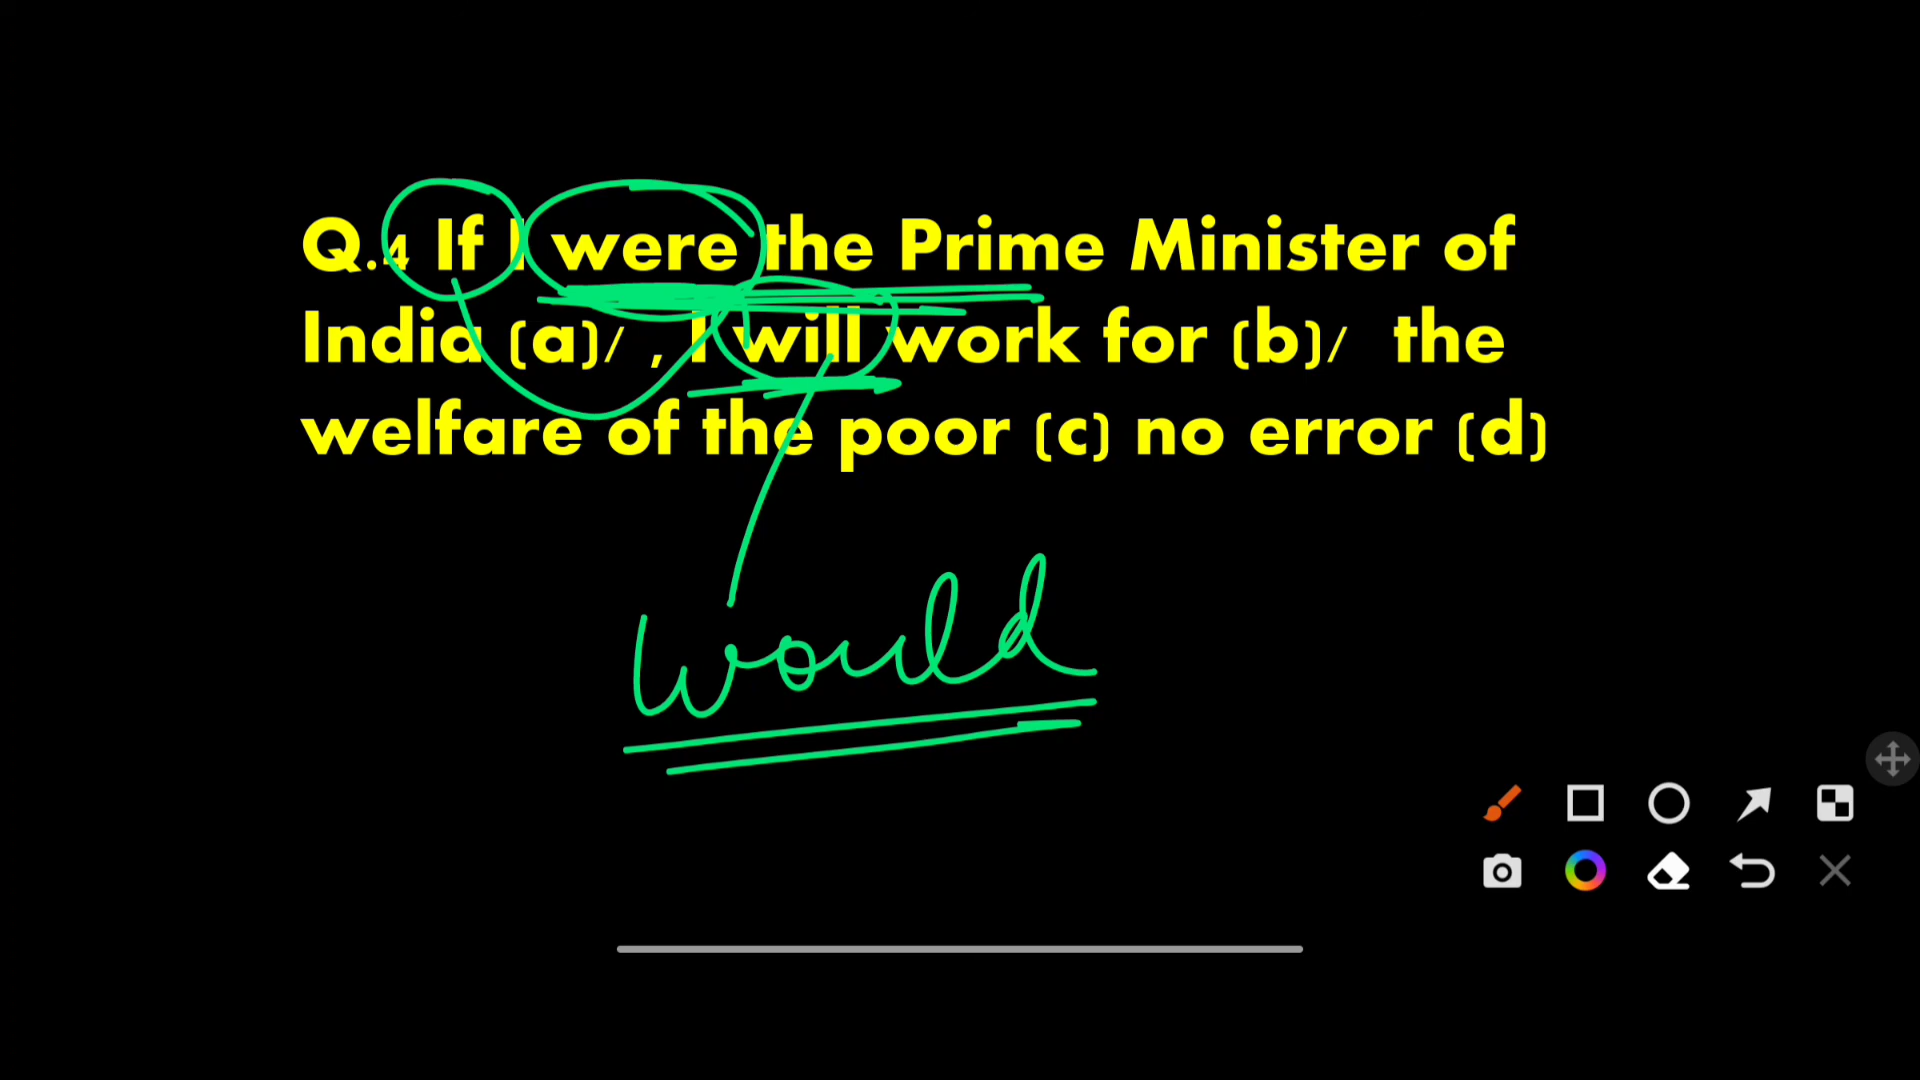 Q.4 If I were the Prime Minister of
India (a)/ , I will work for (b)/ the
welfare of the poor (c) no error (d)
would